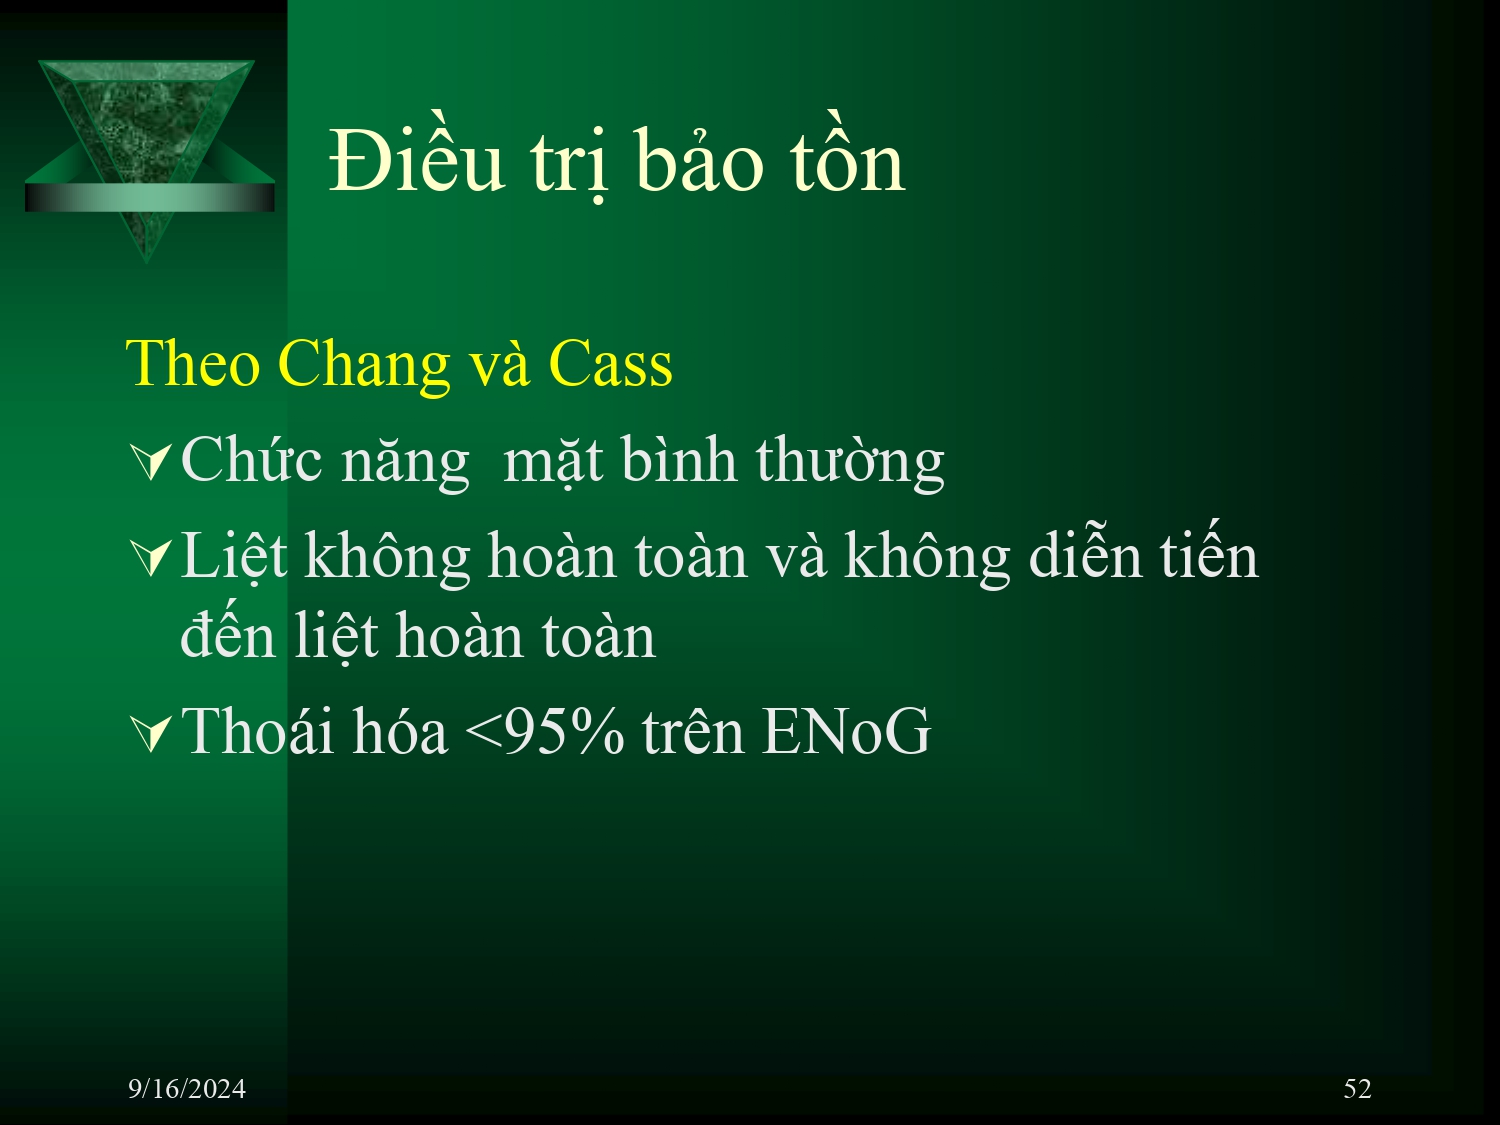 Điều trị bảo tồn
Theo Chang và Cass
Chức năng  mặt bình thường
Liệt không hoàn toàn và không diễn tiến
đến liệt hoàn toàn
Thoái hóa <95% trên ENoG
9/16/2024
52